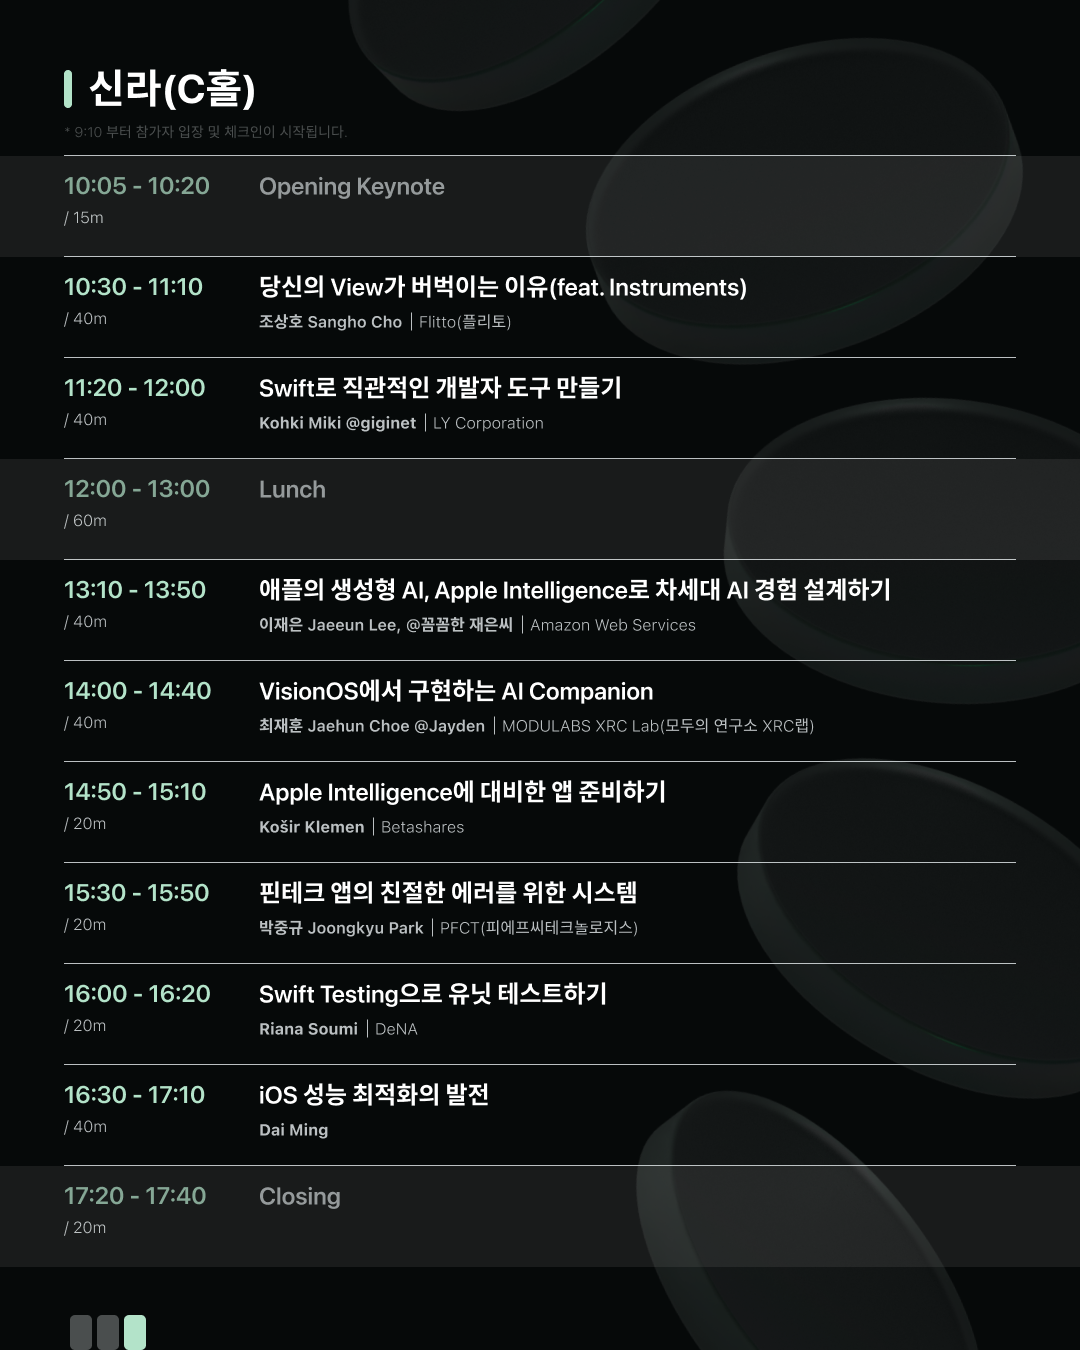 신라(C홀)
* 9:10 부터 참가자 입장 및 체크인이 시작됩니다.
10:05 - 10:20 Opening Keynote
/ 15m
10:30 - 11:10 당신의 View가 버벅이는 이유(feat. Instruments)
/ 40m 조상호 Sangho Cho | Flitto(플리토)
11:20 - 12:00 Swift로 직관적인 개발자 도구 만들기
/ 40m Kohki Miki @giginet | LY Corporation
12:00 - 13:00 Lunch
/ 60m
13:10 - 13:50 애플의 생성형 AI, Apple Intelligence로 차세대 AI 경험 설계하기
/ 40m 이재은 Jaeeun Lee, @꼼꼼한 재은씨 | Amazon Web Services
14:00 - 14:40 VisionOS에서 구현하는 AI Companion
/ 40m 최재훈 Jaehun Choe @Jayden | MODULABS XRC Lab(모두의 연구소 XRC랩)
14:50 - 15:10 Apple Intelligence에 대비한 앱 준비하기
/ 20m Košir Klemen | Betashares
15:30 - 15:50 핀테크 앱의 친절한 에러를 위한 시스템
/ 20m 박중규 Joongkyu Park | PFCT(피에프씨테크놀로지스)
16:00 - 16:20 Swift Testing으로 유닛 테스트하기
/ 20m Riana Soumi | DeNA
16:30 - 17:10 iOS 성능 최적화의 발전
/ 40m Dai Ming
17:20 - 17:40 Closing
/ 20m